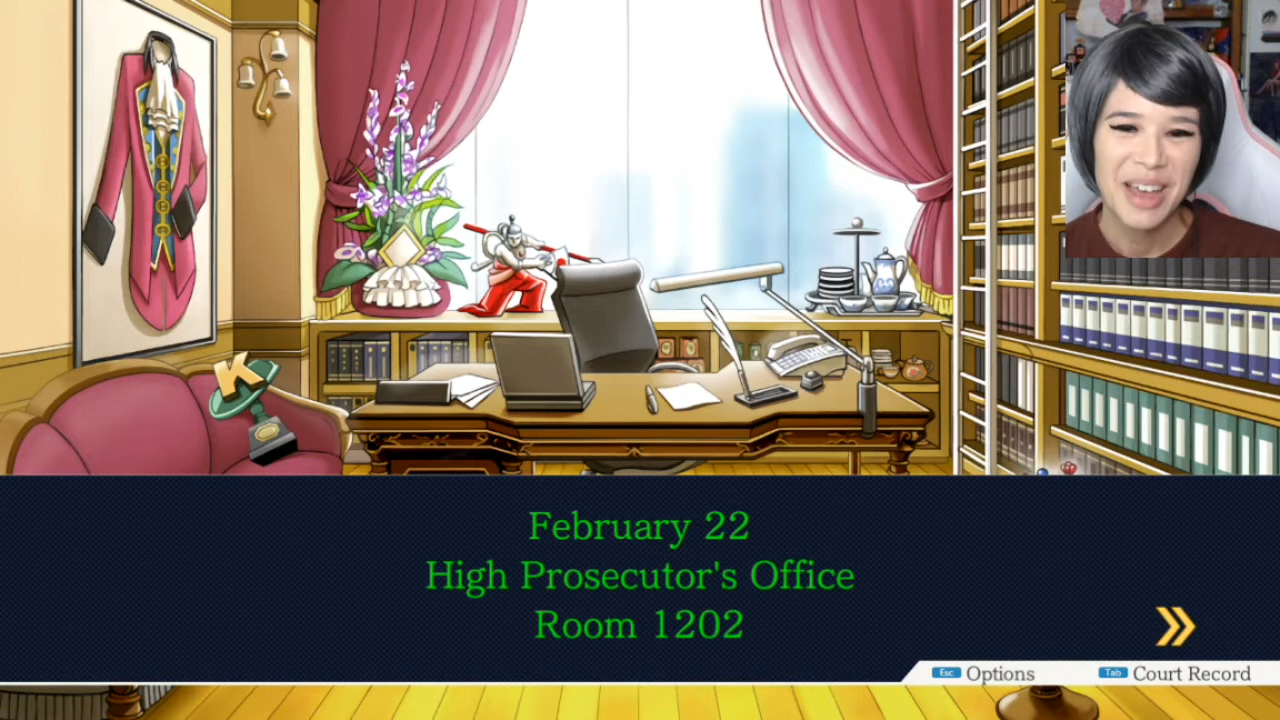 K
February 22
High Prosecutor's Office
Room 1202
Esc Options
Tab Court Record